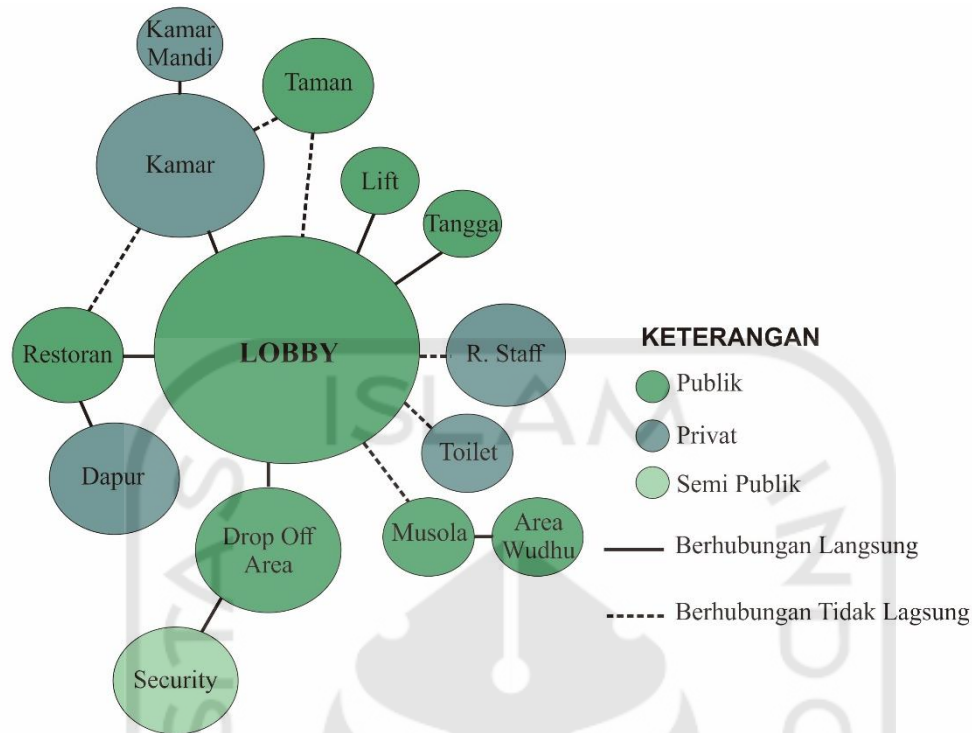 Kamar
Mandi
Taman
Kamar
Lift
Tangga
Restoran
LOBBY
R. Staff
Dapur
Toilet
Drop Off
Area
Musola
Area
Wudhu
Security
KETERANGAN
Publik
Privat
Semi Publik
Berhubungan Langsung
Berhubungan Tidak Lagsung
ISLAM